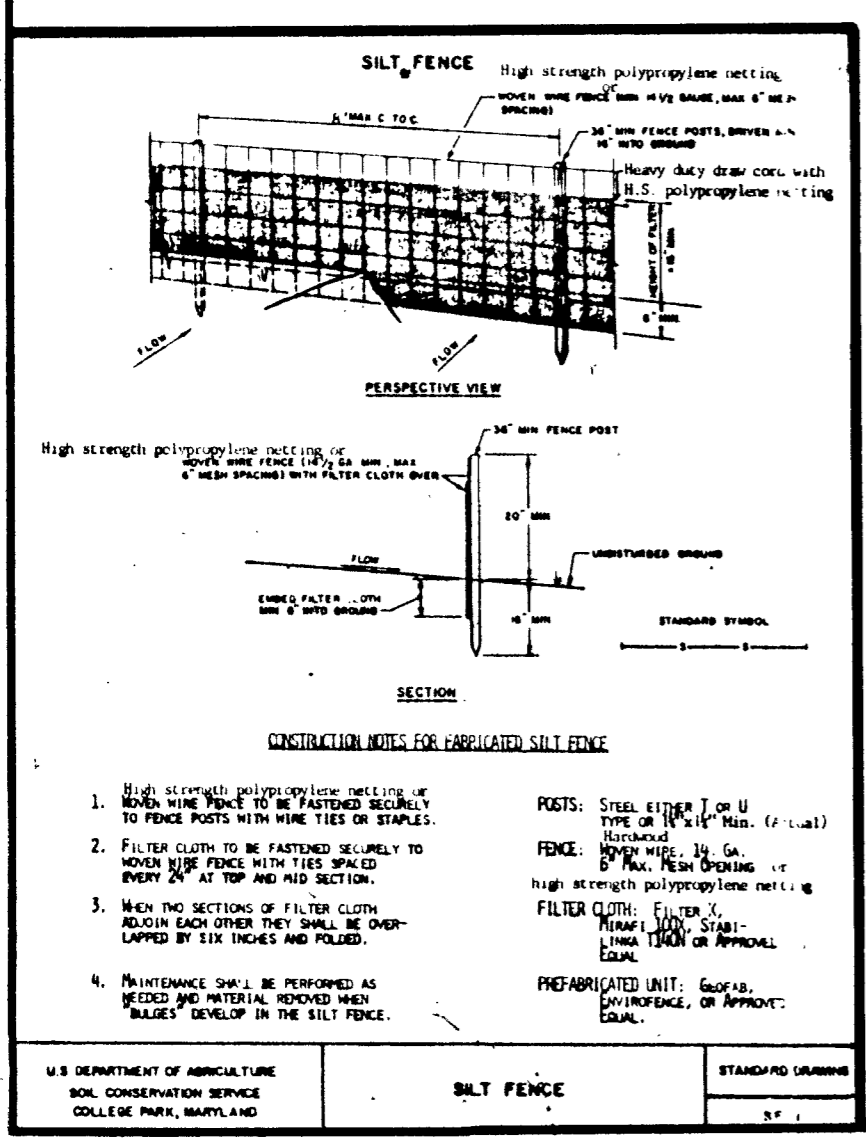 SILT FENCE
High strength polypropylene netting
or
WOVEN WIRE FENCE (MIN 14 1/2 GAUGE, MAX 6" MESH
SPACING)
MAX C. TO C.
36" MIN FENCE POSTS, DRIVEN MIN
16" INTO GROUND
Heavy duty draw cord with
H.S. polypropylene netting
HEIGHT OF FILTER
6" MIN
FLOW
FLOW
PERSPECTIVE VIEW
36" MIN FENCE POST
High strength polypropylene netting or
WOVEN WIRE FENCE (14 1/2 GA MIN, MAX
6" MESH SPACING) WITH FILTER CLOTH OVER
20" MIN
FLOW
UNDISTURBED GROUND
EMBED FILTER CLOTH
MIN 6" INTO GROUND
16" MIN
STANDARD SYMBOL
S S
SECTION
CONSTRUCTION NOTES FOR FABRICATED SILT FENCE
High strength polypropylene netting or
1. WOVEN WIRE FENCE TO BE FASTENED SECURELY
TO FENCE POSTS WITH WIRE TIES OR STAPLES.
2. FILTER CLOTH TO BE FASTENED SECURELY TO
WOVEN WIRE FENCE WITH TIES SPACED
EVERY 24" AT TOP AND MID SECTION.
3. WHEN TWO SECTIONS OF FILTER CLOTH
ADJOIN EACH OTHER THEY SHALL BE OVER-
LAPPED BY SIX INCHES AND FOLDED.
4. MAINTENANCE SHALL BE PERFORMED AS
NEEDED AND MATERIAL REMOVED WHEN
"BULGES" DEVELOP IN THE SILT FENCE.
POSTS: STEEL EITHER T OR U
TYPE OR Min. (Actual)
Hardwood
FENCE: WOVEN WIRE, 14. GA.
6" MAX. MESH OPENING or
high strength polypropylene netting
FILTER CLOTH: FILTER X,
MIRAFI 100X, STABI-
LINKA T140N OR APPROVED
EQUAL
PREFABRICATED UNIT: GEOFAB,
ENVIROFENCE, OR APPROVED
EQUAL.
U.S DEPARTMENT OF AGRICULTURE
SOIL CONSERVATION SERVICE
COLLEGE PARK, MARYLAND
SILT FENCE
STANDARD DRAWING
SF 1